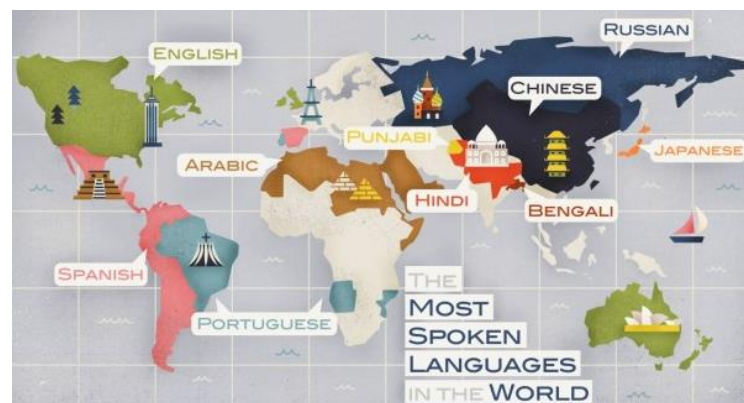 RUSSIAN
ENGLISH
CHINESE
PUNJABI
JAPANESE
ARABIC
HINDI
BENGALI
SPANISH
PORTUGUESE
THE
MOST
SPOKEN
LANGUAGES
IN THE WORLD